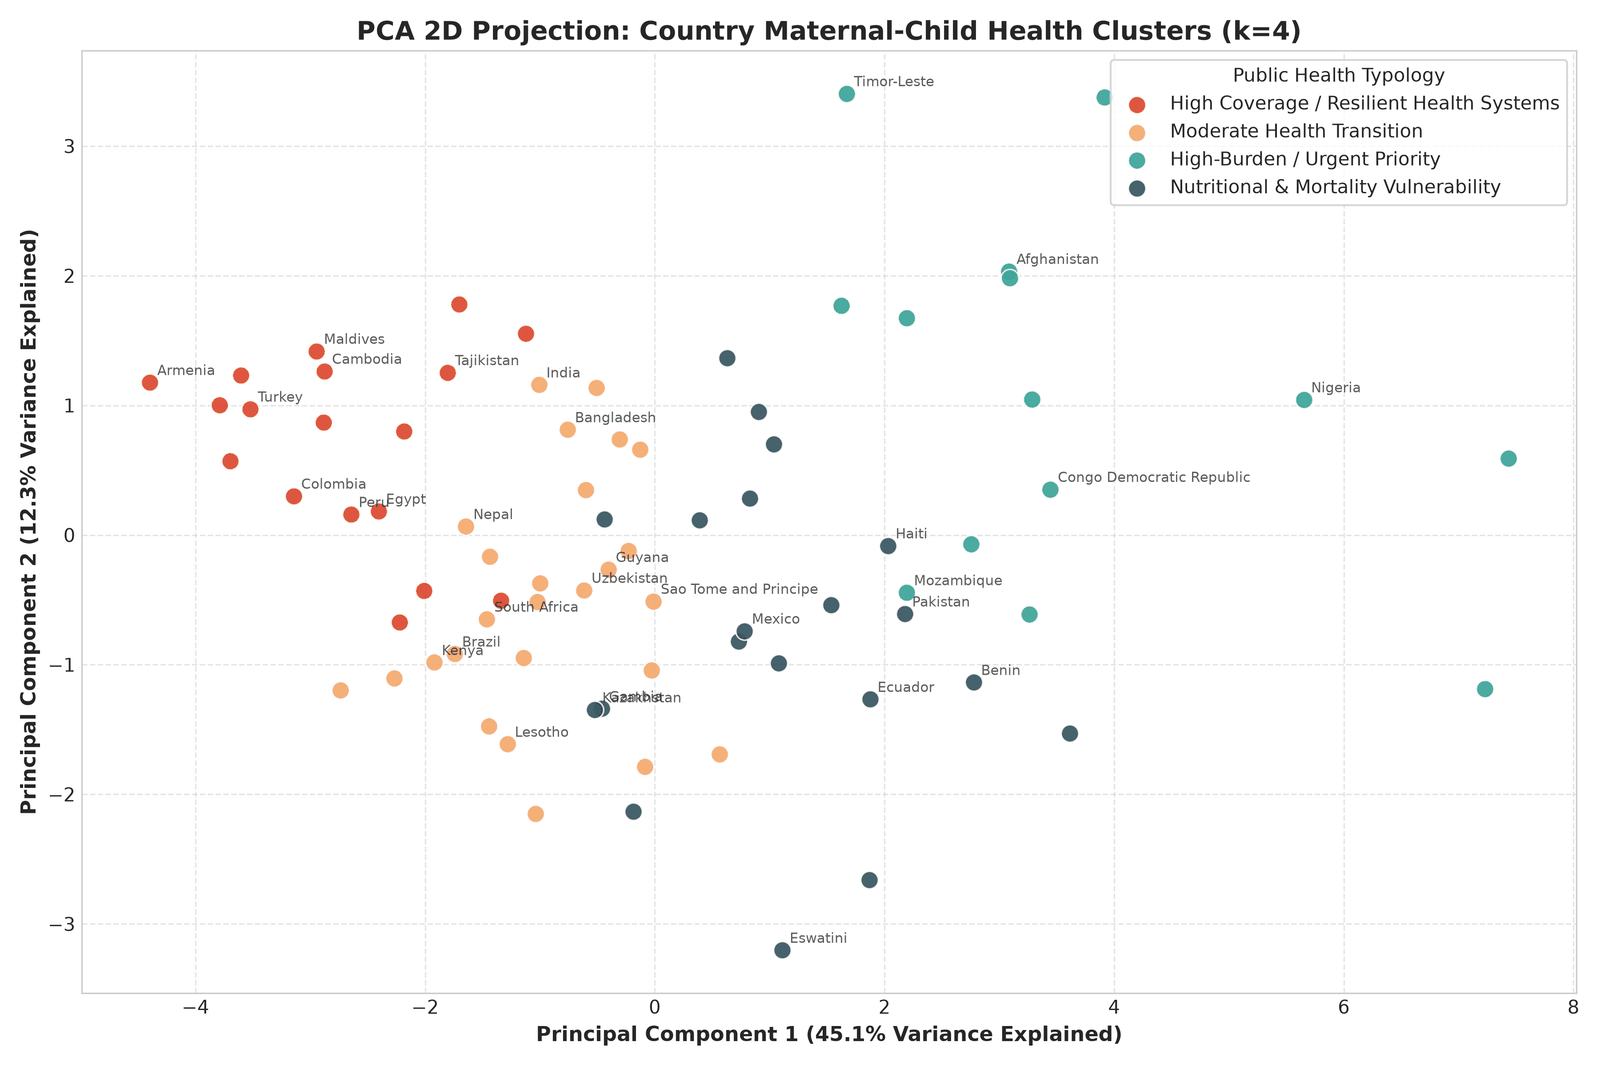 PCA 2D Projection: Country Maternal-Child Health Clusters (k=4)
Public Health Typology
High Coverage / Resilient Health Systems
Moderate Health Transition
High-Burden / Urgent Priority
Nutritional & Mortality Vulnerability
Timor-Leste
Afghanistan
Maldives
Cambodia
Armenia
Tajikistan
India
Turkey
Nigeria
Bangladesh
Colombia
Congo Democratic Republic
Peru
Egypt
Nepal
Haiti
Guyana
Uzbekistan
Mozambique
Sao Tome and Principe
Pakistan
South Africa
Mexico
Brazil
Kenya
Benin
Ecuador
Gambia
Kazakhstan
Lesotho
Eswatini
3
2
1
0
−1
−2
−3
−4
−2
0
2
4
6
8
Principal Component 1 (45.1% Variance Explained)
Principal Component 2 (12.3% Variance Explained)